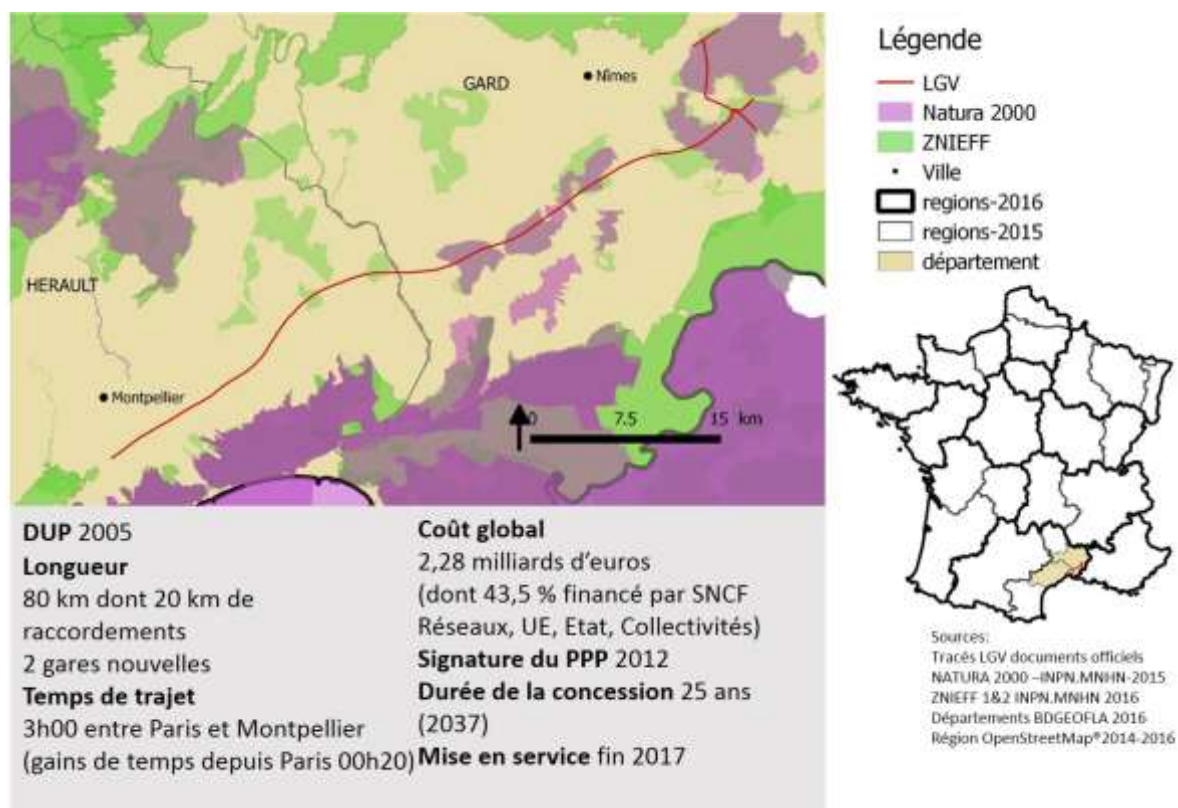 GARD
Nîmes
HERAULT
Montpellier
0 7.5 15 km
Légende
LGV
Natura 2000
ZNIEFF
Ville
regions-2016
regions-2015
département
DUP 2005
Longueur
80 km dont 20 km de
raccordements
2 gares nouvelles
Temps de trajet
3h00 entre Paris et Montpellier
(gains de temps depuis Paris 00h20)
Coût global
2,28 milliards d'euros
(dont 43,5 % financé par SNCF
Réseaux, UE, Etat, Collectivités)
Signature du PPP 2012
Durée de la concession 25 ans
(2037)
Mise en service fin 2017
Sources:
Tracés LGV documents officiels
NATURA 2000 –INPN.MNHN-2015
ZNIEFF 1&2 INPN.MNHN 2016
Départements BDGEOFLA 2016
Région OpenStreetMap®2014-2016